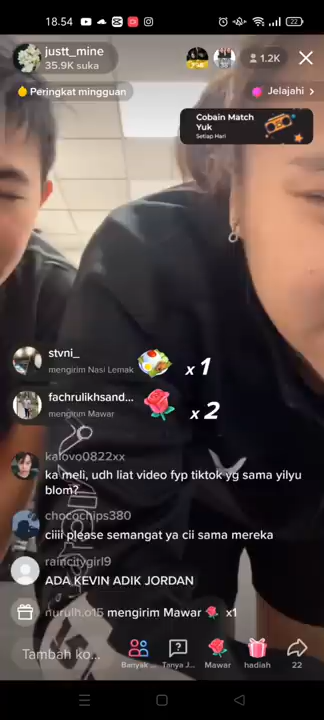 18.54
22
justt_mine
35.9K suka
1.2K
Peringkat mingguan
Jelajahi >
Cobain Match
Yuk
Setiap Hari
stvni_
mengirim Nasi Lemak
x 1
fachrulikhsand...
mengirim Mawar
x 2
kalovo0822xx
ka meli, udh liat video fyp tiktok yg sama yilyu
blom?
chocochips380
ciiii please semangat ya cii sama mereka
raincitygirl9
ADA KEVIN ADIK JORDAN
nurulh.o15 mengirim Mawar x1
Tambah ko...
Banyak ...
Tanya J...
Mawar
hadiah
22